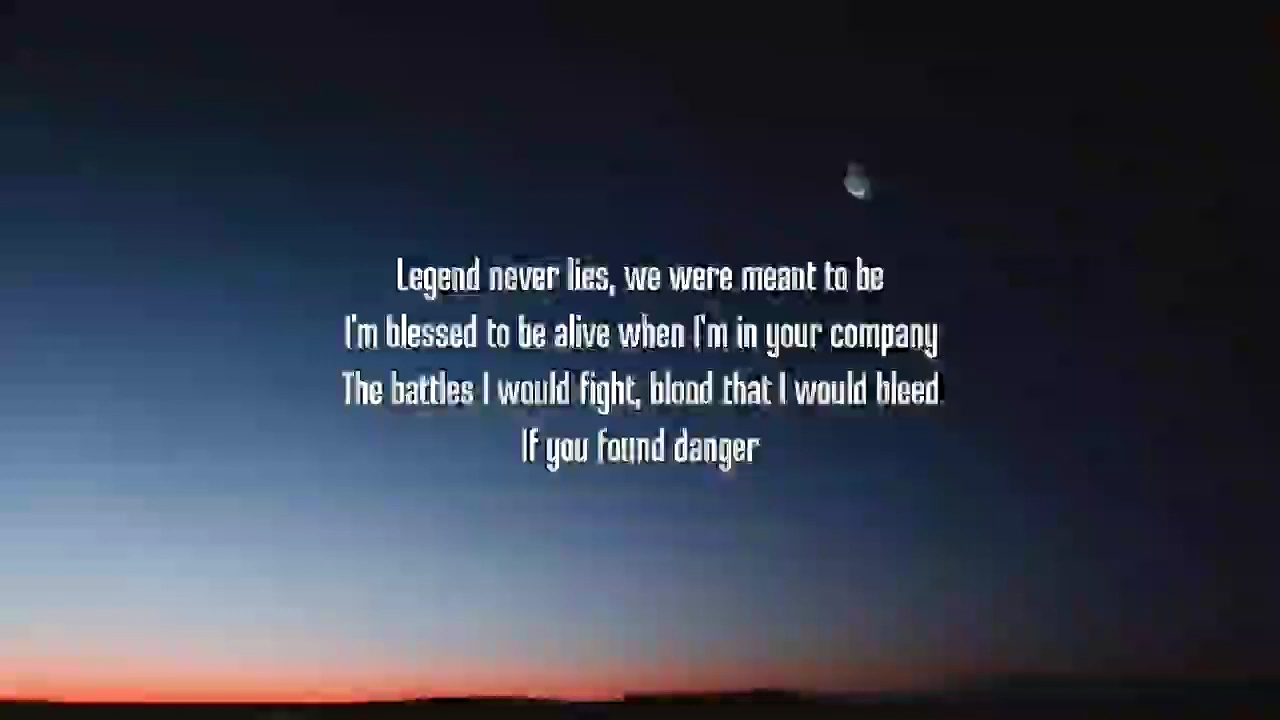 Legend never lies, we were meant to be
I'm blessed to be alive when I'm in your company
The battles I would fight, blood that I would bleed
If you found danger